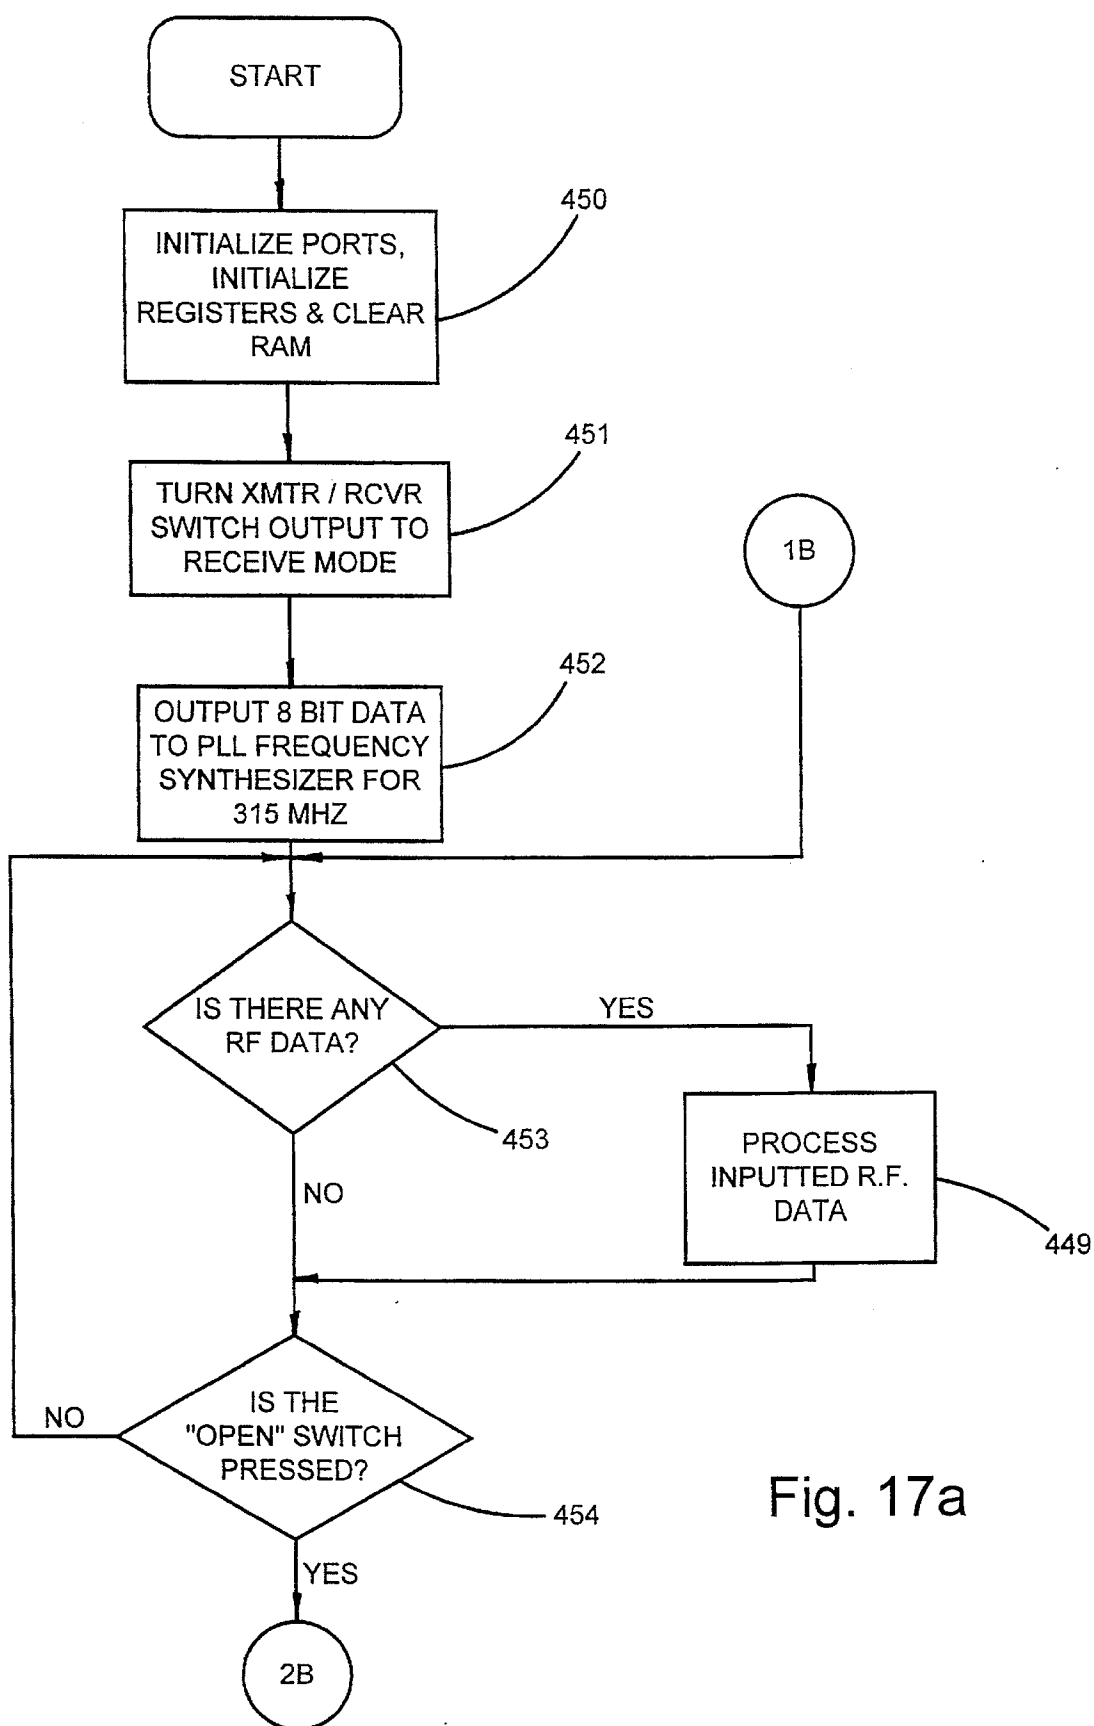 START
450
INITIALIZE PORTS,
INITIALIZE
REGISTERS & CLEAR
RAM
451
TURN XMTR / RCVR
SWITCH OUTPUT TO
RECEIVE MODE
1B
452
OUTPUT 8 BIT DATA
TO PLL FREQUENCY
SYNTHESIZER FOR
315 MHZ
IS THERE ANY
RF DATA?
YES
453
NO
PROCESS
INPUTTED R.F.
DATA
449
IS THE
"OPEN" SWITCH
PRESSED?
NO
454
YES
2B
Fig. 17a